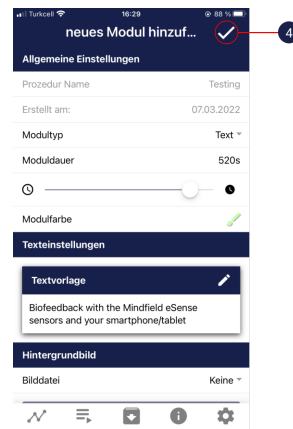 Turkcell 16:29 88 %
neues Modul hinzuf... 4
Allgemeine Einstellungen
Prozedur Name Testing
Erstellt am: 07.03.2022
Modultyp Text
Moduldauer 520s
Modulfarbe
Texteinstellungen
Textvorlage
Biofeedback with the Mindfield eSense
sensors and your smartphone/tablet
Hintergrundbild
Bilddatei Keine